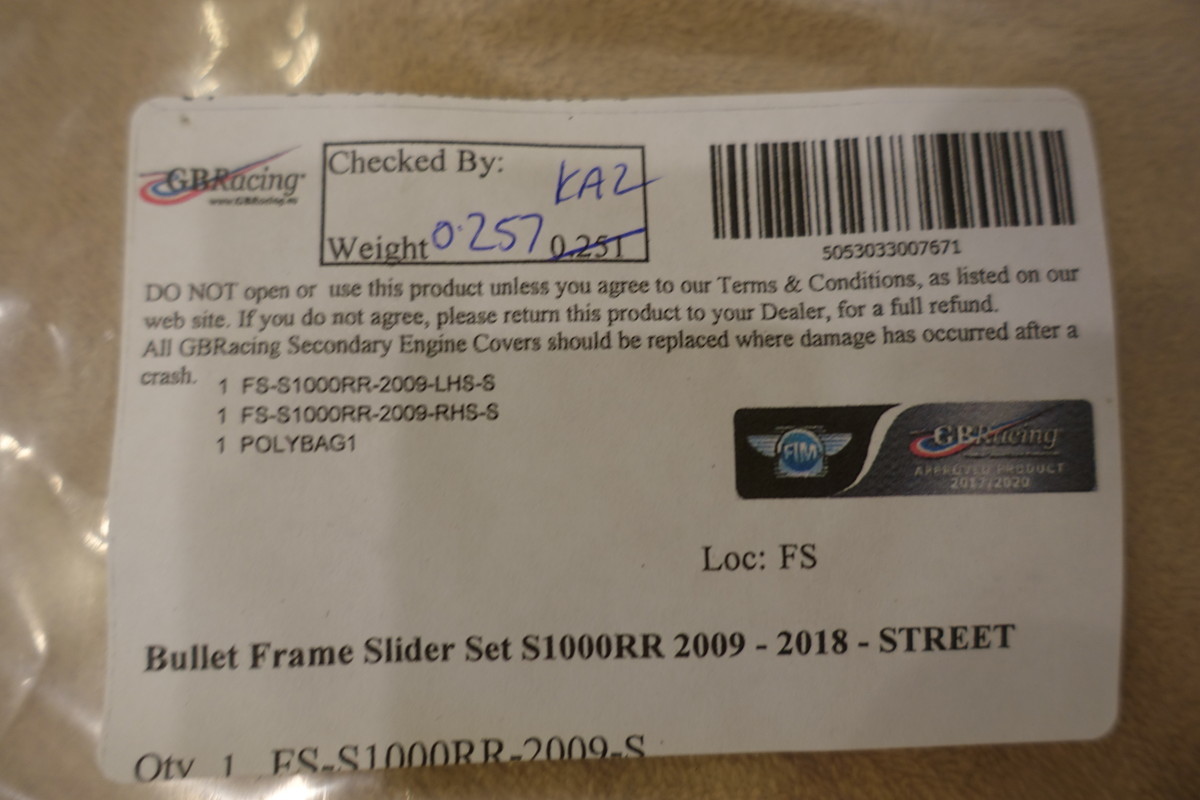 GBRacing
www.GBRacing.eu
Checked By:
KAZ
Weight 0.257 0.251
5053033007671
DO NOT open or use this product unless you agree to our Terms & Conditions, as listed on our
web site. If you do not agree, please return this product to your Dealer, for a full refund.
All GBRacing Secondary Engine Covers should be replaced where damage has occurred after a
crash.
1 FS-S1000RR-2009-LHS-S
1 FS-S1000RR-2009-RHS-S
1 POLYBAG1
FIM
GBRacing
APPROVED PRODUCT
2017/2020
Loc: FS
Bullet Frame Slider Set S1000RR 2009 - 2018 - STREET
Qty 1 FS-S1000RR-2009-S